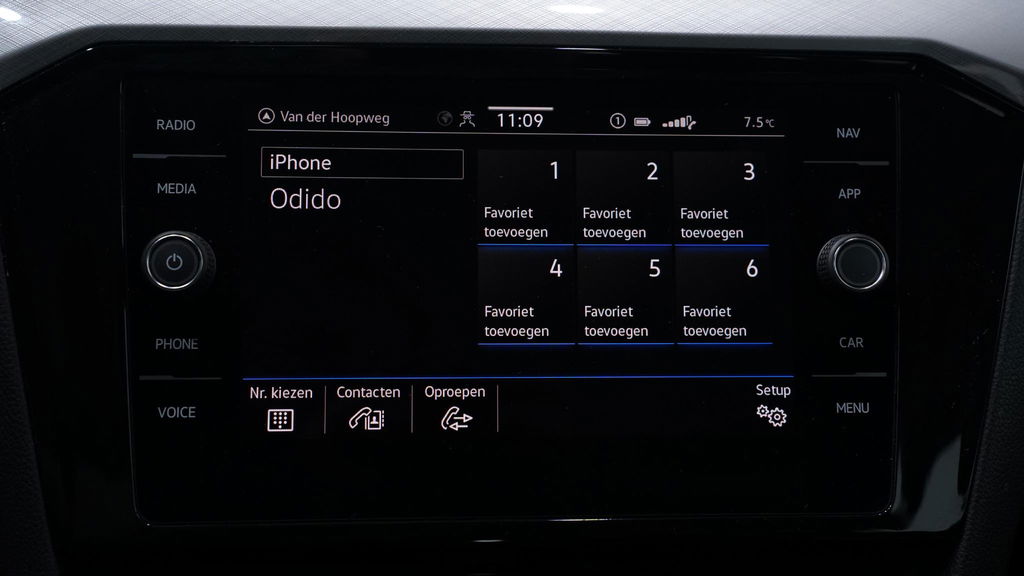 RADIO
MEDIA
PHONE
VOICE
Van der Hoopweg
11:09
1
7.5°C
iPhone
Odido
1
Favoriet
toevoegen
2
Favoriet
toevoegen
3
Favoriet
toevoegen
4
Favoriet
toevoegen
5
Favoriet
toevoegen
6
Favoriet
toevoegen
Nr. kiezen
Contacten
Oproepen
Setup
NAV
APP
CAR
MENU